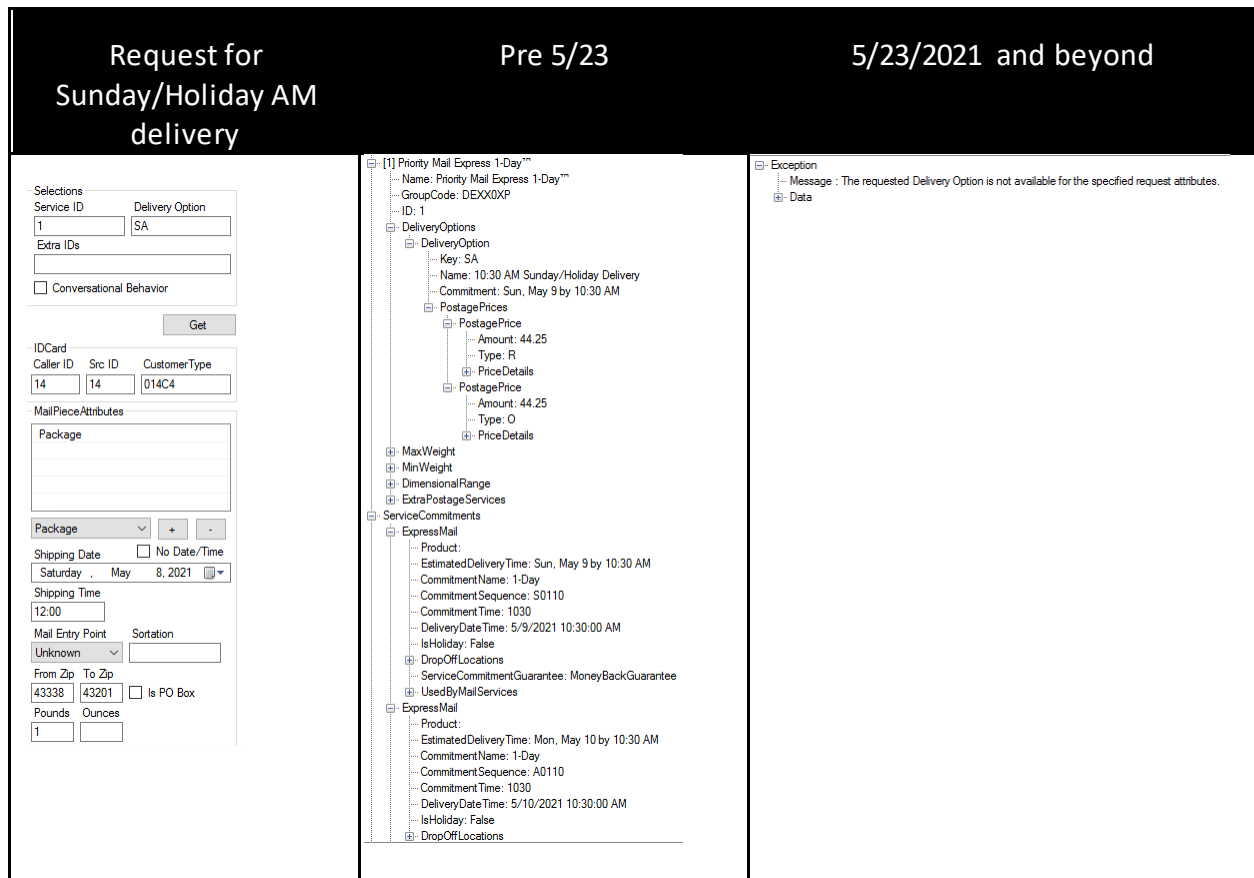 Request for
Sunday/Holiday AM
delivery
Pre 5/23
5/23/2021 and beyond
Selections
Service ID Delivery Option
1 SA
Extra IDs
Conversational Behavior
Get
IDCard
Caller ID Src ID CustomerType
14 14 014C4
MailPieceAttributes
Package
Package + -
Shipping Date No Date/Time
Saturday , May 8, 2021
Shipping Time
12:00
Mail Entry Point Sortation
Unknown
From Zip To Zip
43338 43201 Is PO Box
Pounds Ounces
1
[1] Priority Mail Express 1-Day™
Name: Priority Mail Express 1-Day™
GroupCode: DEXX0XP
ID: 1
DeliveryOptions
DeliveryOption
Key: SA
Name: 10:30 AM Sunday/Holiday Delivery
Commitment: Sun, May 9 by 10:30 AM
PostagePrices
PostagePrice
Amount: 44.25
Type: R
PriceDetails
PostagePrice
Amount: 44.25
Type: O
PriceDetails
MaxWeight
MinWeight
DimensionalRange
ExtraPostageServices
ServiceCommitments
ExpressMail
Product:
EstimatedDeliveryTime: Sun, May 9 by 10:30 AM
CommitmentName: 1-Day
CommitmentSequence: S0110
CommitmentTime: 1030
DeliveryDateTime: 5/9/2021 10:30:00 AM
IsHoliday: False
DropOffLocations
ServiceCommitmentGuarantee: MoneyBackGuarantee
UsedByMailServices
ExpressMail
Product:
EstimatedDeliveryTime: Mon, May 10 by 10:30 AM
CommitmentName: 1-Day
CommitmentSequence: A0110
CommitmentTime: 1030
DeliveryDateTime: 5/10/2021 10:30:00 AM
IsHoliday: False
DropOffLocations
Exception
Message : The requested Delivery Option is not available for the specified request attributes.
Data